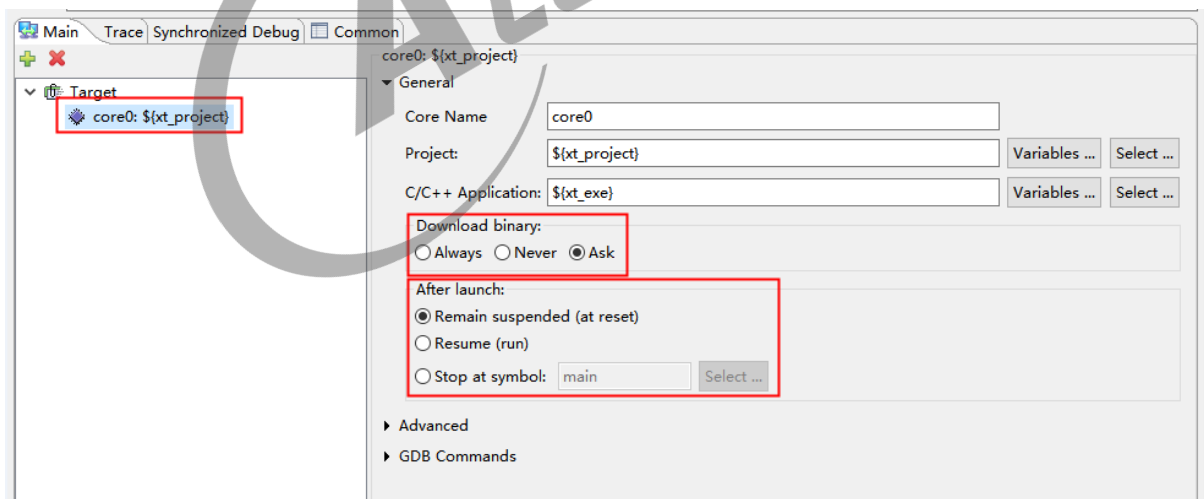 Main Trace Synchronized Debug Common
core0: ${xt_project}
General
Target
core0: ${xt_project}
Core Name core0
Project: ${xt_project} Variables ... Select ...
C/C++ Application: ${xt_exe} Variables ... Select ...
Download binary:
Always Never Ask
After launch:
Remain suspended (at reset)
Resume (run)
Stop at symbol: main Select ...
Advanced
GDB Commands